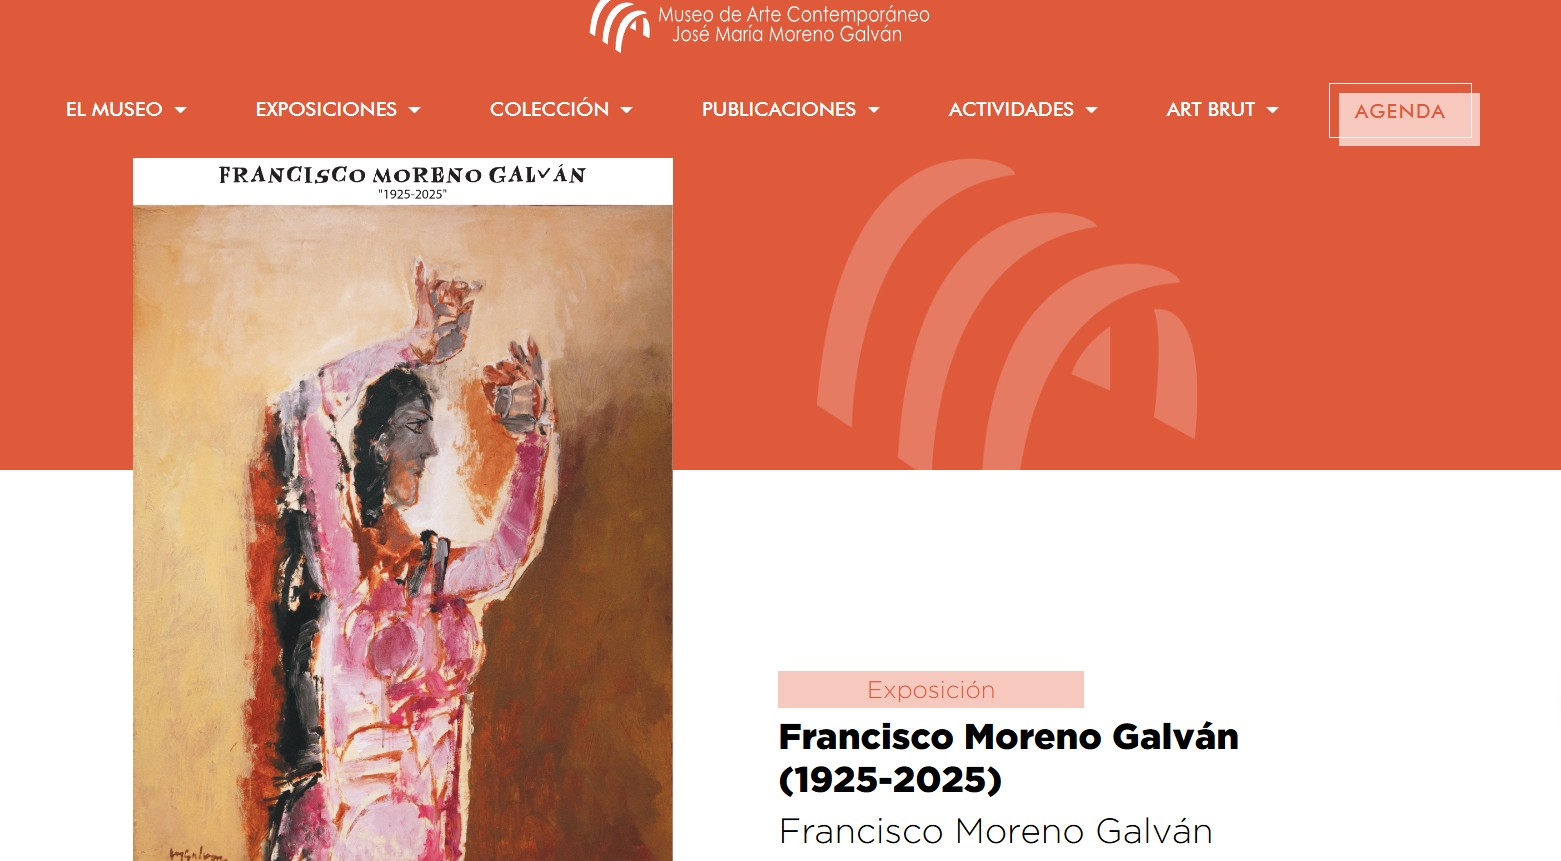 Museo de Arte Contemporáneo
José María Moreno Galván
EL MUSEO EXPOSICIONES COLECCIÓN PUBLICACIONES ACTIVIDADES ART BRUT AGENDA
FRANCISCO MORENO GALVÁN
"1925-2025"
Exposición
Francisco Moreno Galván
(1925-2025)
Francisco Moreno Galván